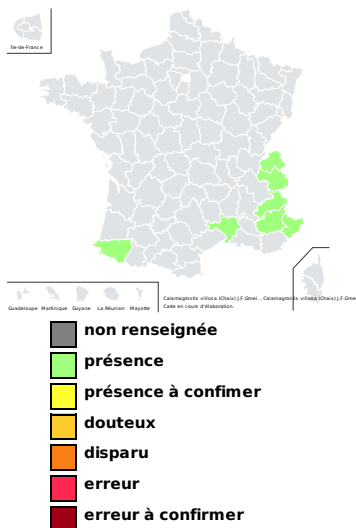 Île-de-France
Guadeloupe Martinique Guyane La Réunion Mayotte
Calamagrostis villosa (Chaix) J.F.Gmel. , Calamagrostis villosa (Chaix) J.F.Gme
Carte en cours d'élaboration.
non renseignée
présence
présence à confimer
douteux
disparu
erreur
erreur à confirmer